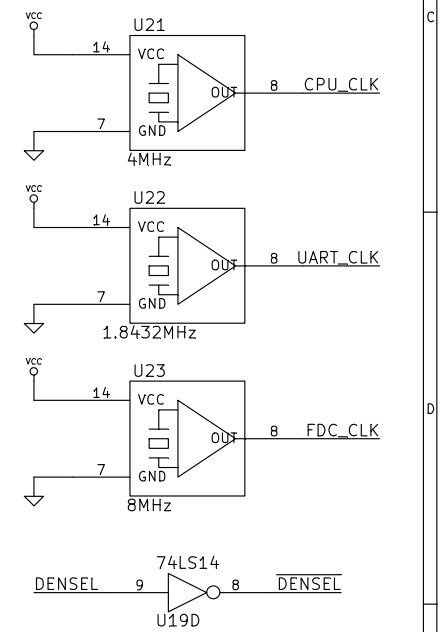 VCC
U21
14 VCC
OUT 8 CPU_CLK
7 GND
4MHz
VCC
U22
14 VCC
OUT 8 UART_CLK
7 GND
1.8432MHz
VCC
U23
14 VCC
OUT 8 FDC_CLK
7 GND
8MHz
74LS14
DENSEL 9 8 DENSEL
U19D
C
D